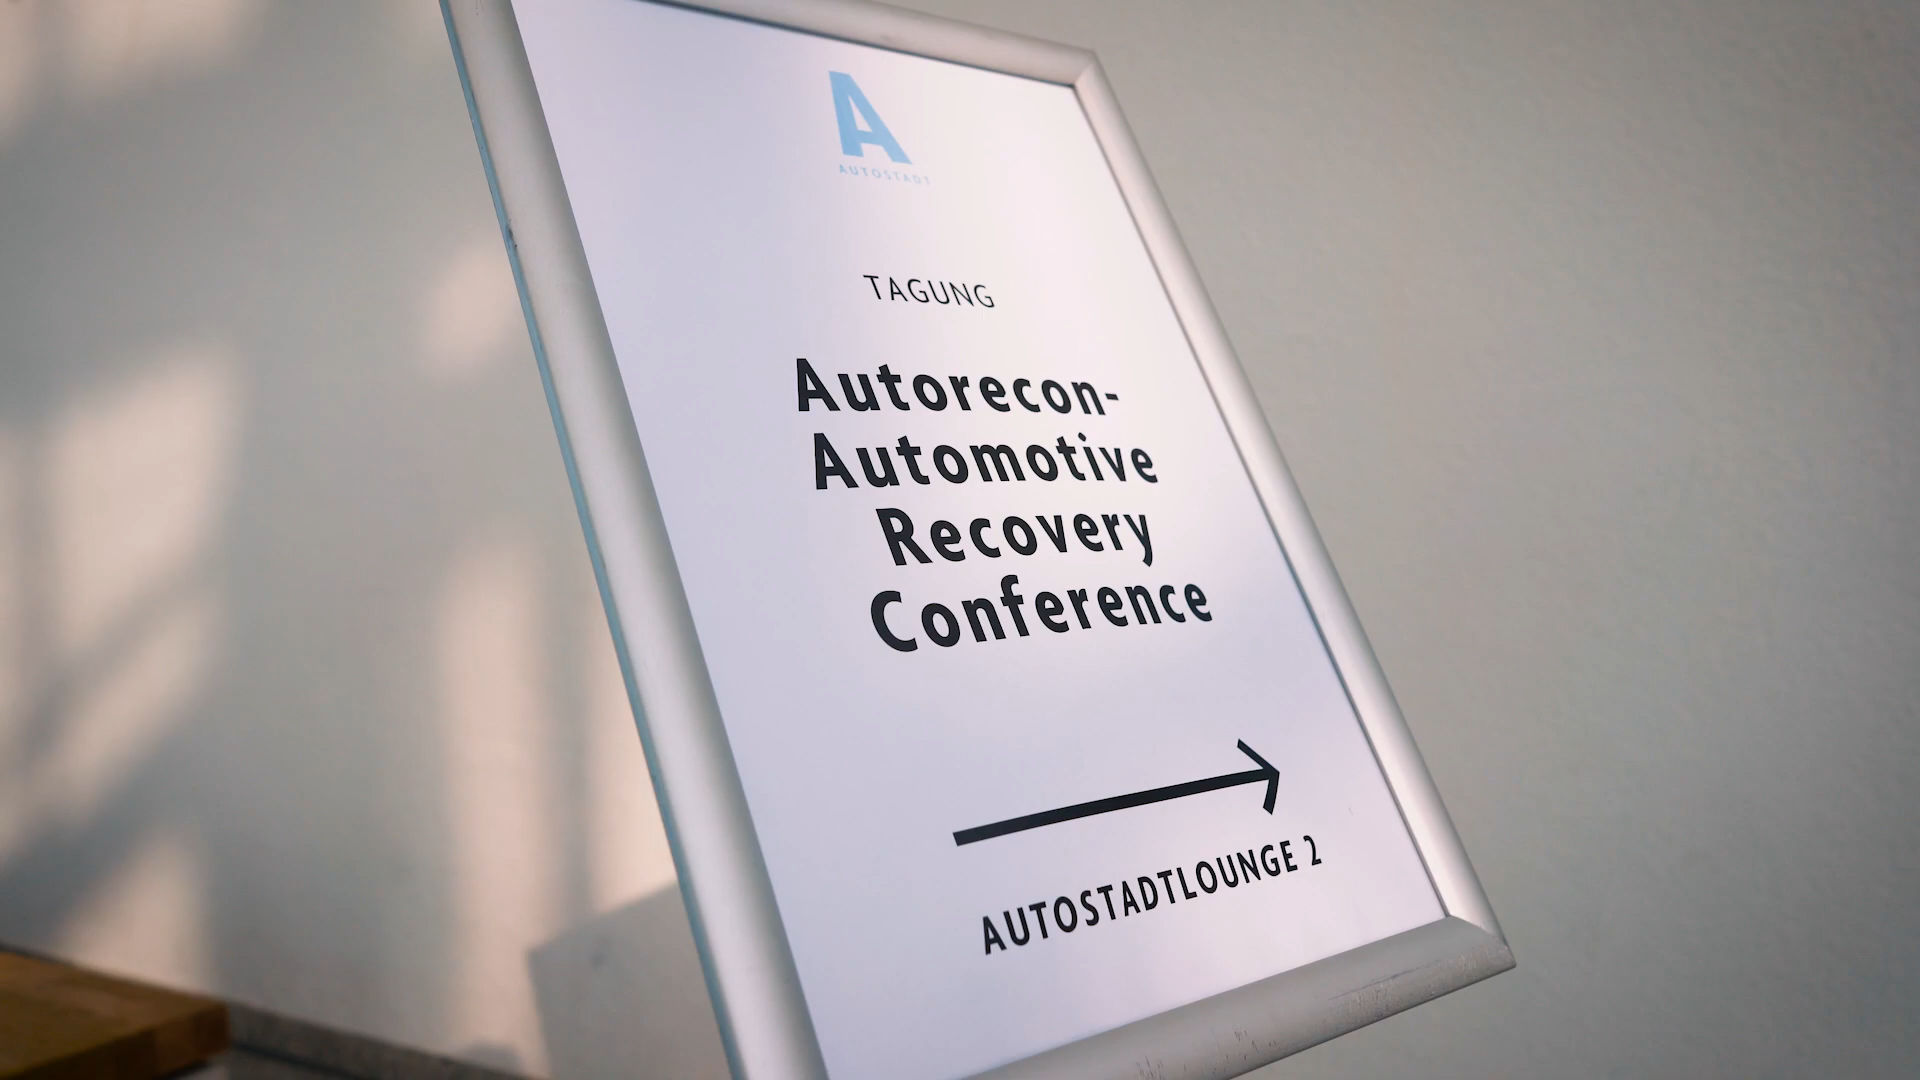 A
AUTOSTADT
TAGUNG
Autorecon-
Automotive
Recovery
Conference
AUTOSTADTLOUNGE 2